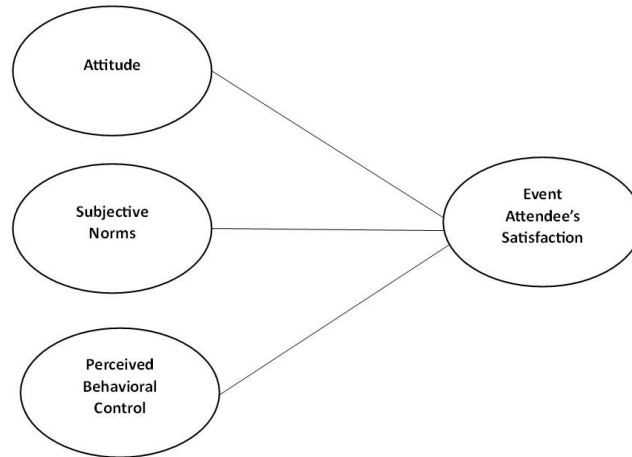 Attitude
Subjective
Norms
Perceived
Behavioral
Control
Event
Attendee's
Satisfaction